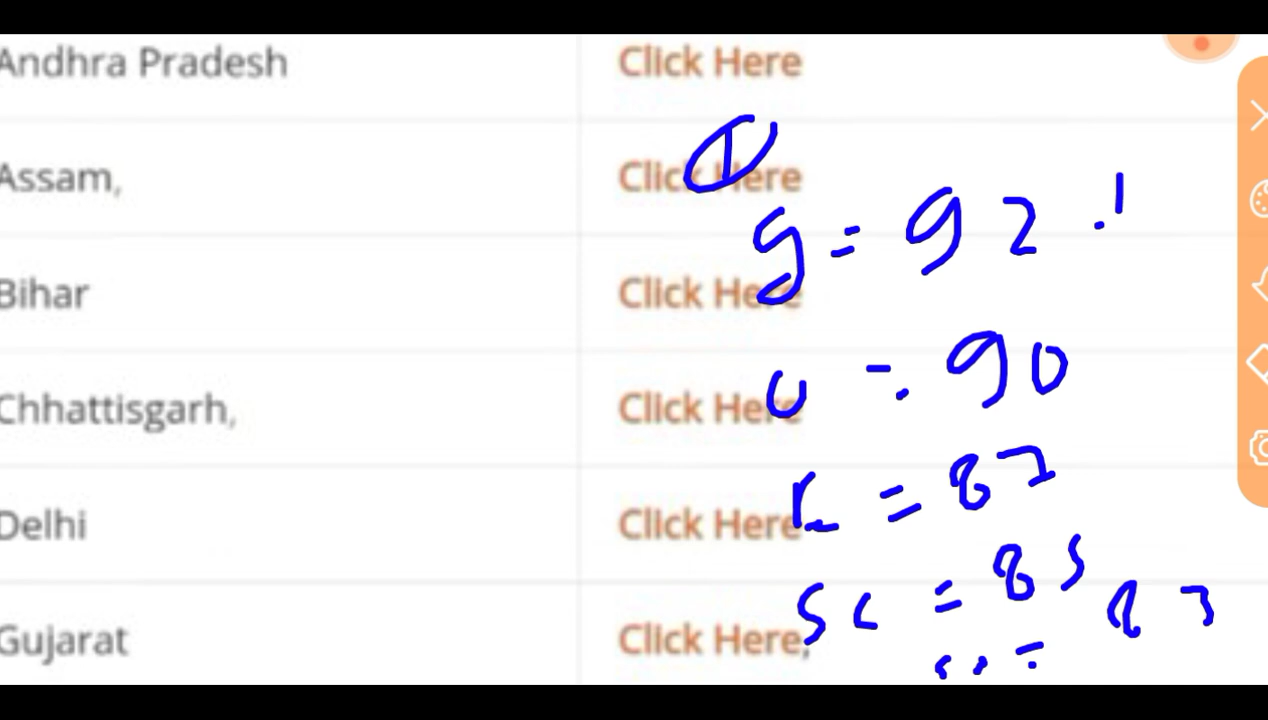 Andhra Pradesh Click Here
Assam, Click Here
Bihar Click Here
Chhattisgarh, Click Here
Delhi Click Here
Gujarat Click Here,
①
g = 92.1
90
= 87
SC = 85
83